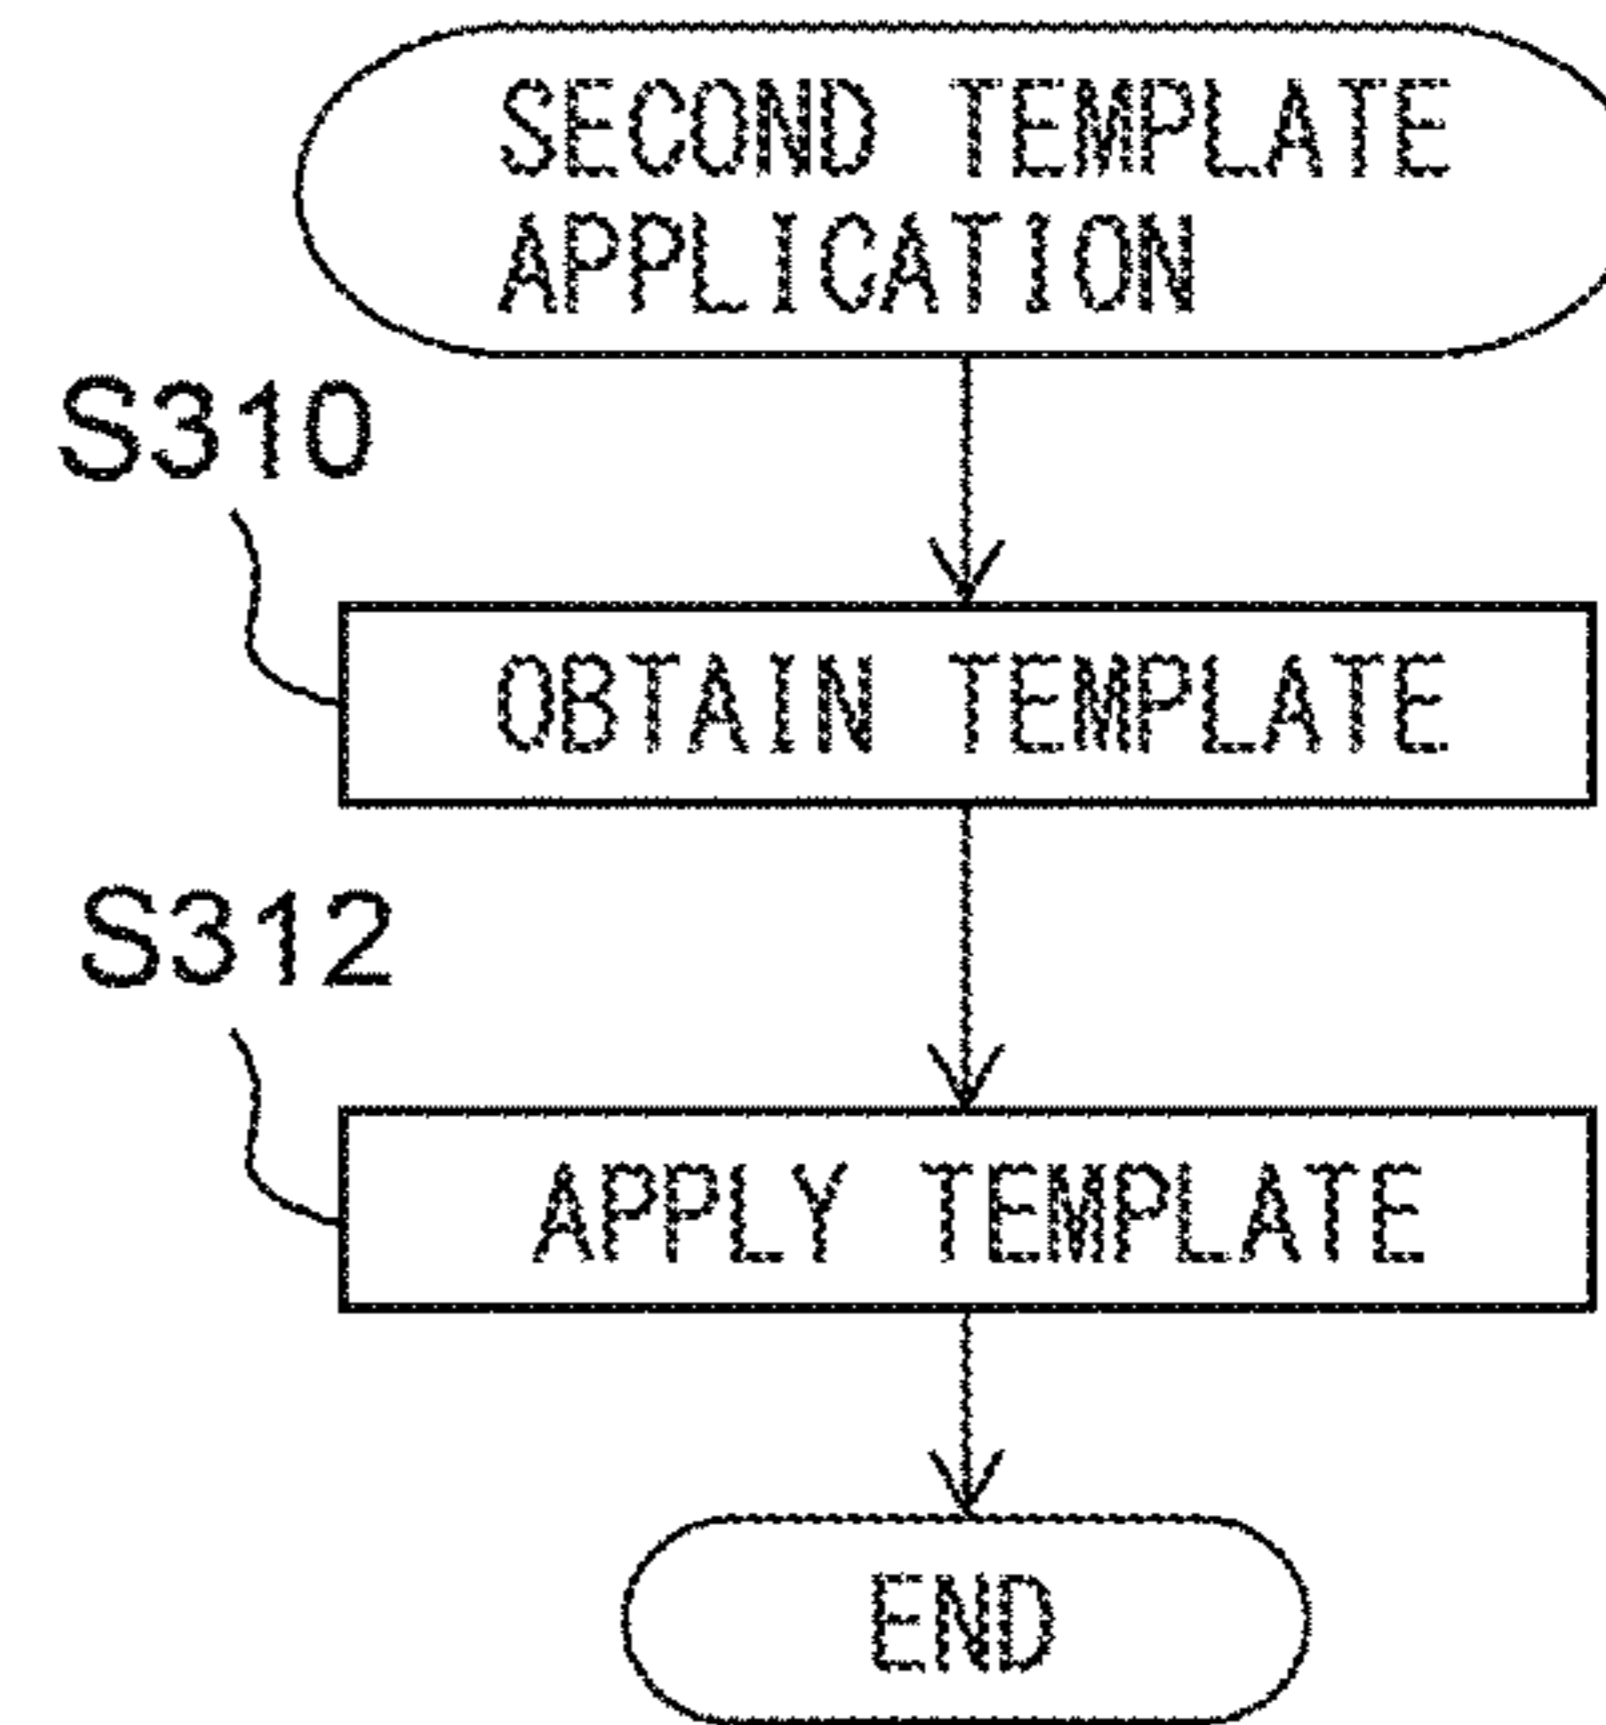 SECOND TEMPLATE
APPLICATION
S310
OBTAIN TEMPLATE
S312
APPLY TEMPLATE
END